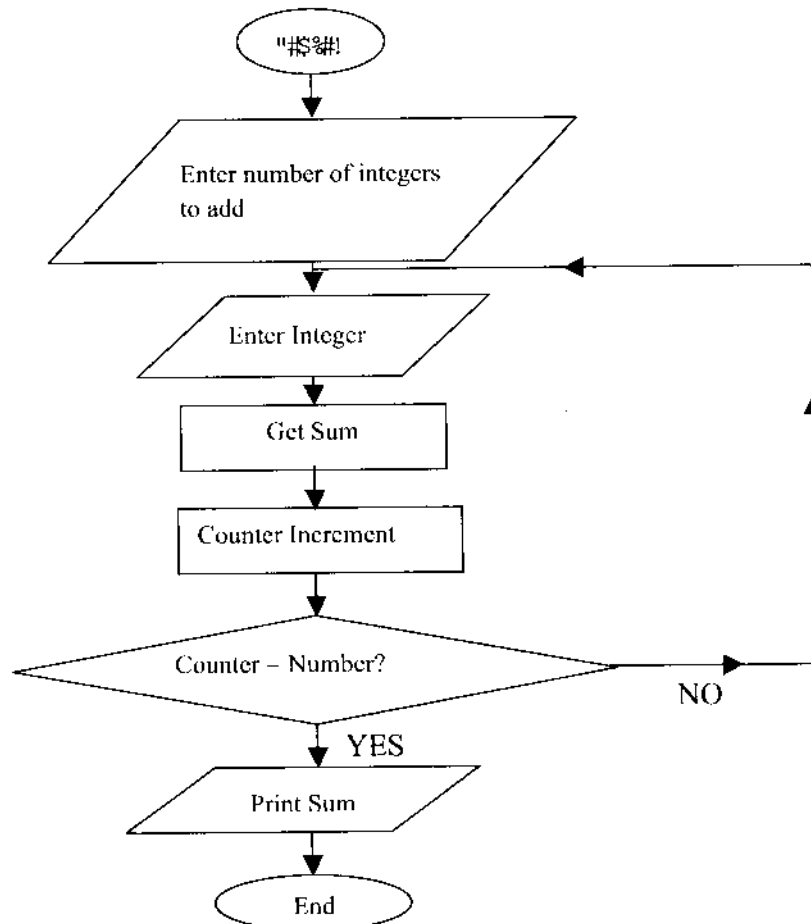 "#$%#!
Enter number of integers
to add
Enter Integer
Get Sum
Counter Increment
Counter – Number?
NO
YES
Print Sum
End